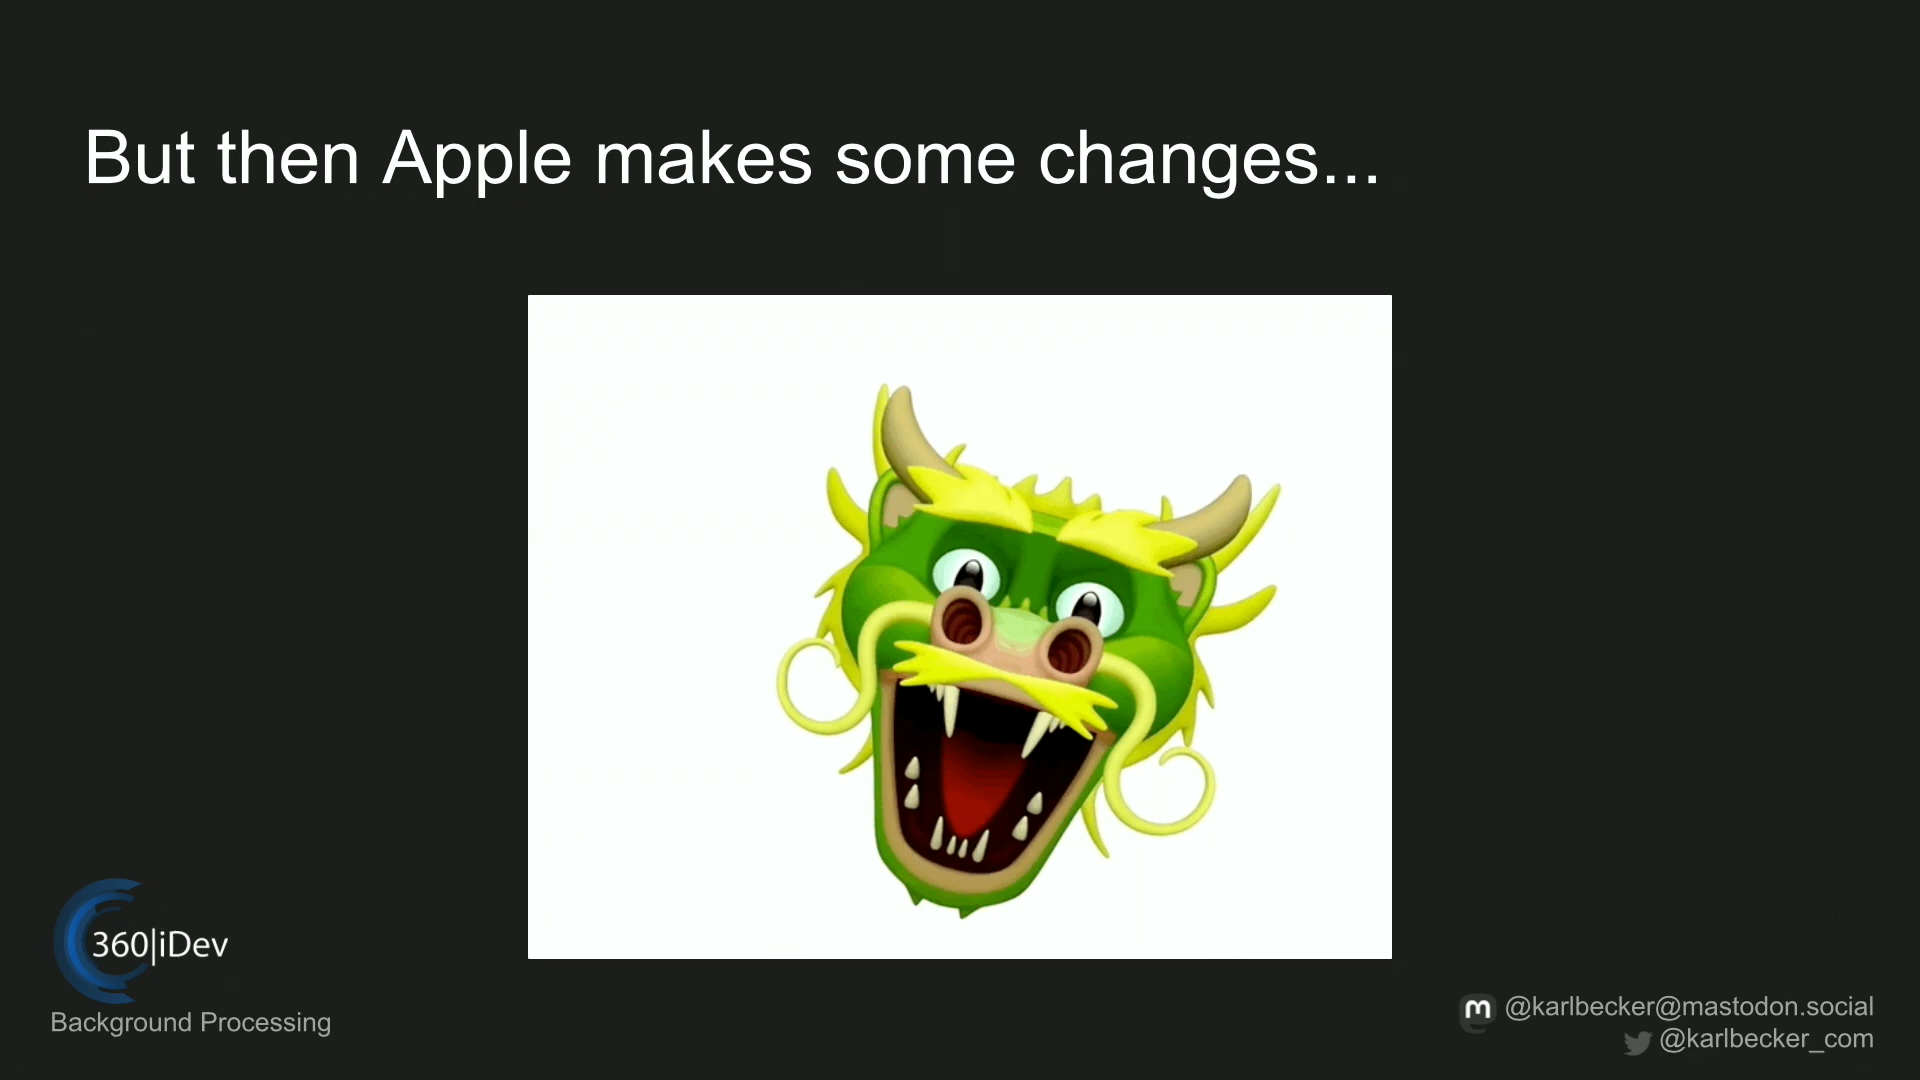 But then Apple makes some changes...
360|iDev
Background Processing
@karlbecker@mastodon.social
@karlbecker_com